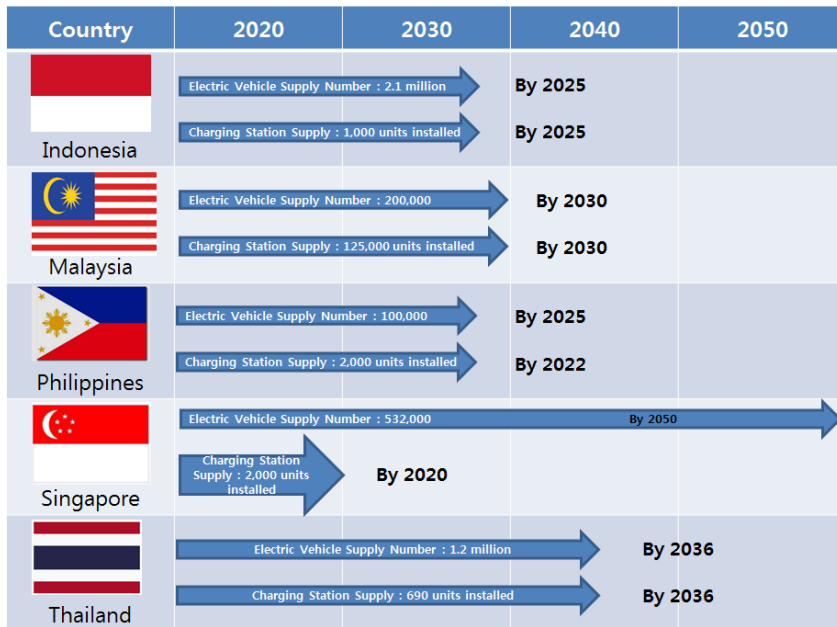 Country 2020 2030 2040 2050
Electric Vehicle Supply Number : 2.1 million By 2025
Charging Station Supply : 1,000 units installed By 2025
Indonesia
Electric Vehicle Supply Number : 200,000 By 2030
Charging Station Supply : 125,000 units installed By 2030
Malaysia
Electric Vehicle Supply Number : 100,000 By 2025
Charging Station Supply : 2,000 units installed By 2022
Philippines
Electric Vehicle Supply Number : 532,000 By 2050
Charging Station
Supply : 2,000 units
installed
By 2020
Singapore
Electric Vehicle Supply Number : 1.2 million By 2036
Charging Station Supply : 690 units installed By 2036
Thailand